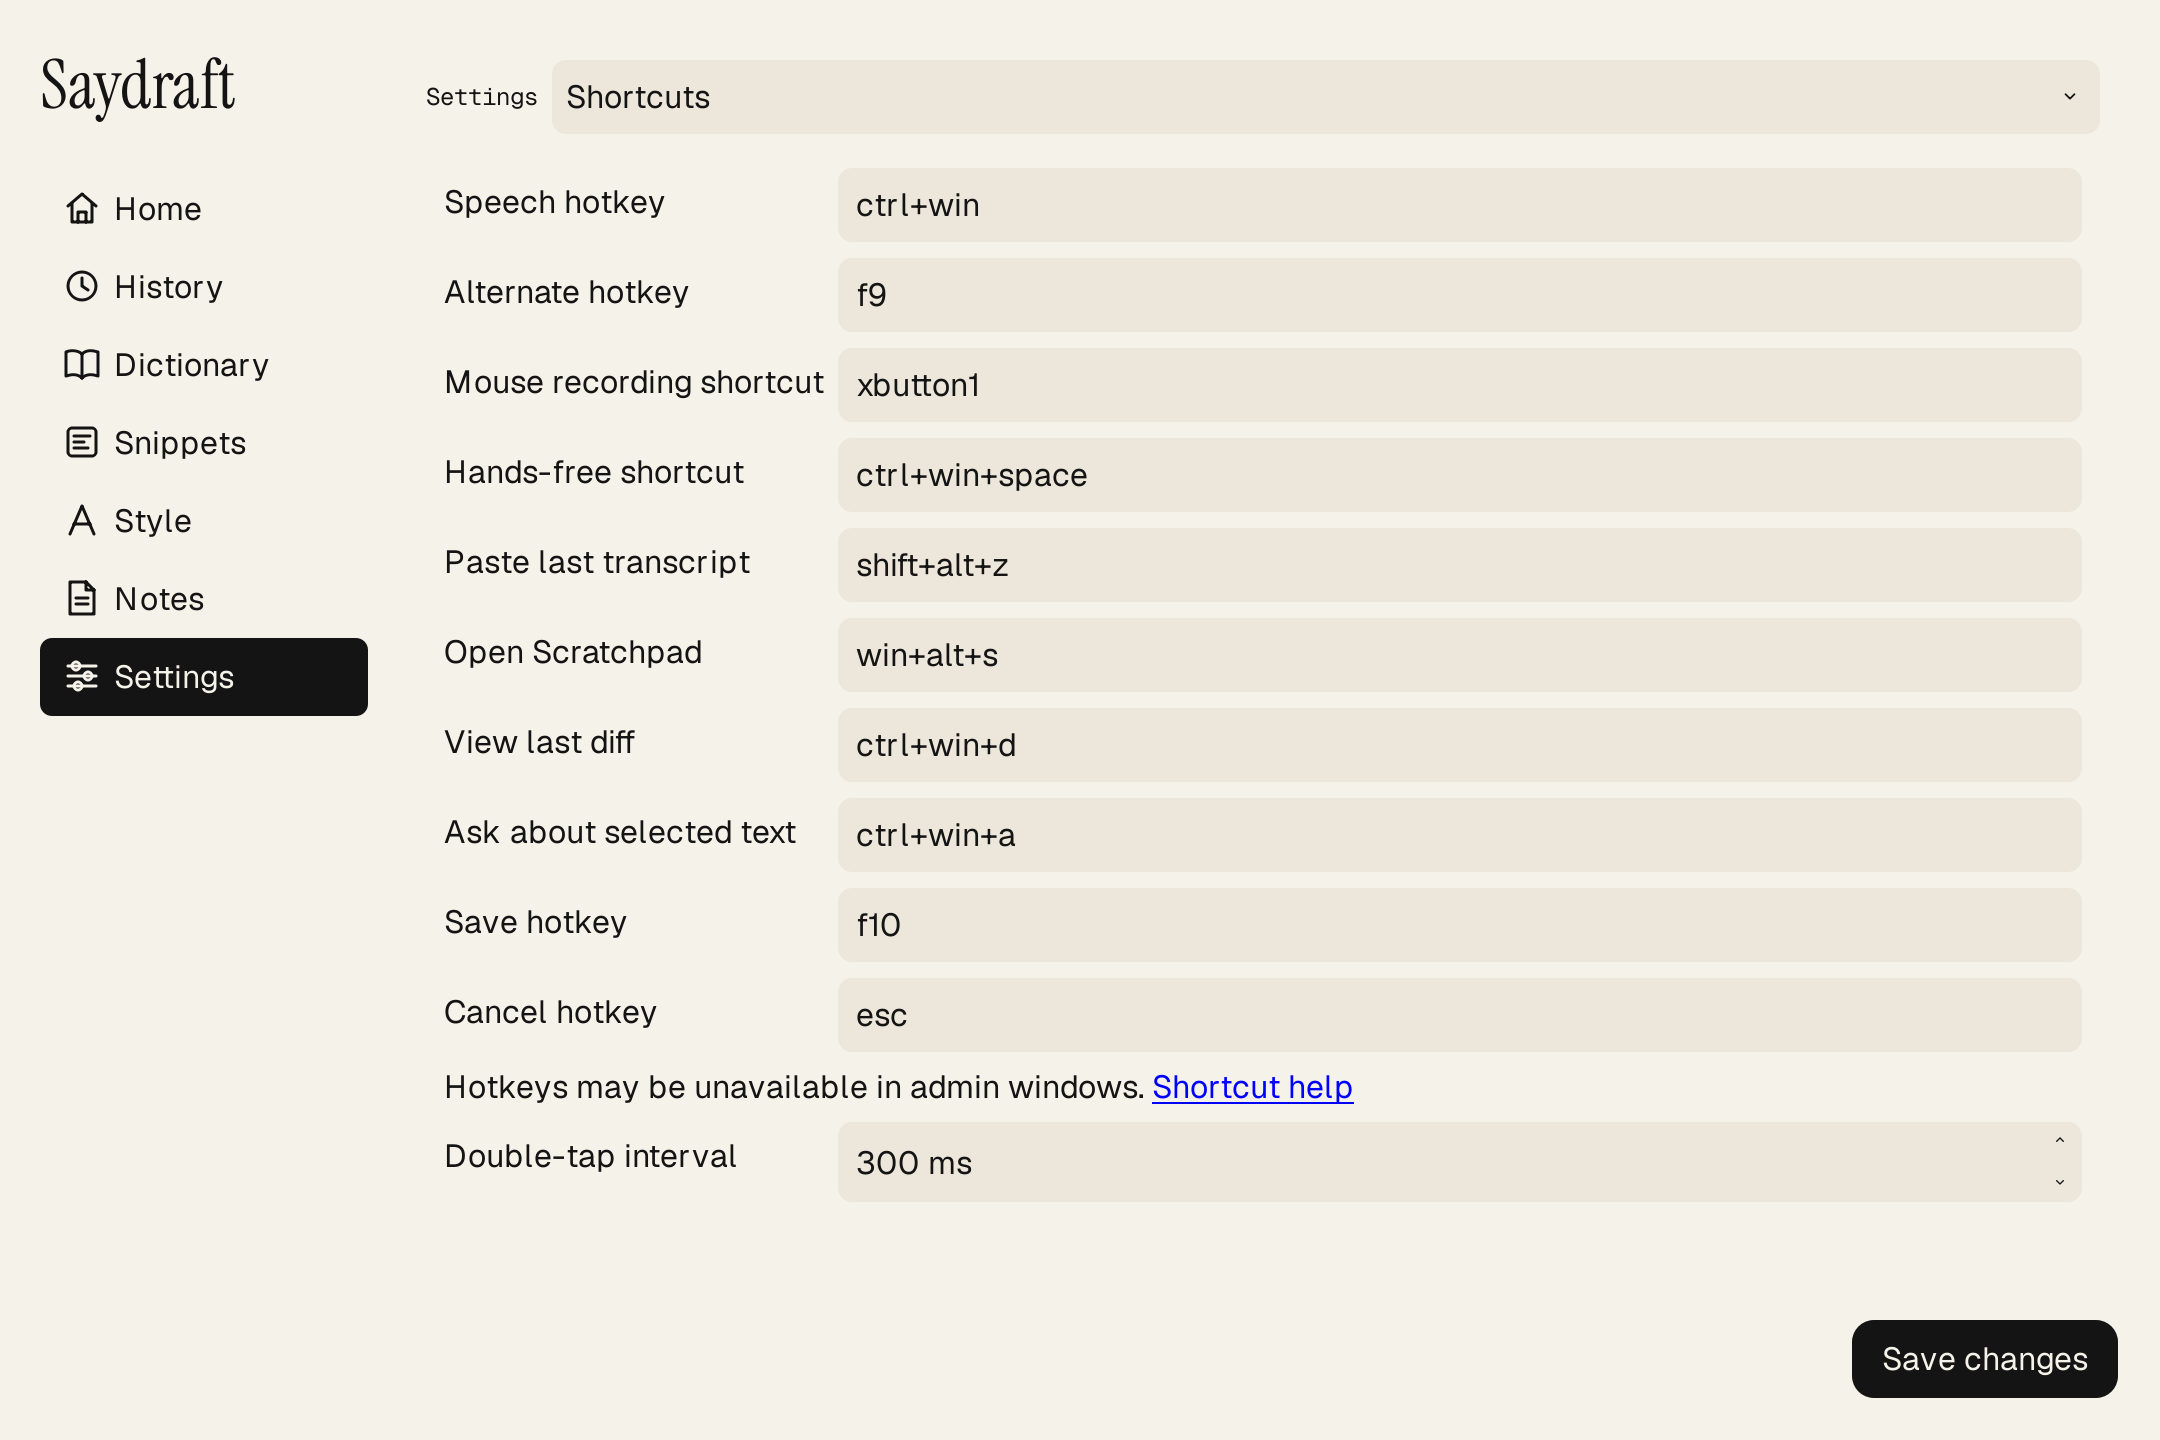 Saydraft
Home
History
Dictionary
Snippets
Style
Notes
Settings
Settings Shortcuts
Speech hotkey ctrl+win
Alternate hotkey f9
Mouse recording shortcut xbutton1
Hands-free shortcut ctrl+win+space
Paste last transcript shift+alt+z
Open Scratchpad win+alt+s
View last diff ctrl+win+d
Ask about selected text ctrl+win+a
Save hotkey f10
Cancel hotkey esc
Hotkeys may be unavailable in admin windows. Shortcut help
Double-tap interval 300 ms
Save changes